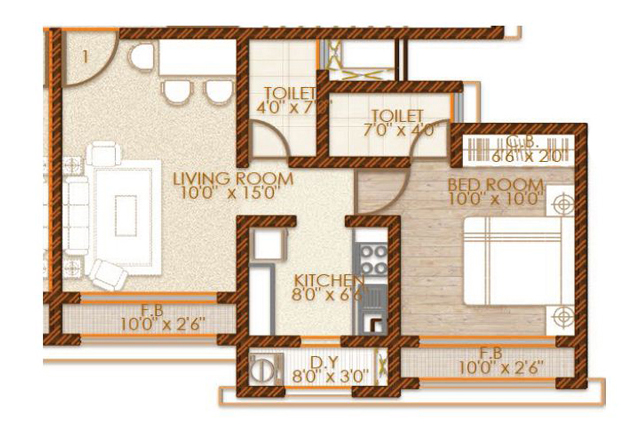 1
TOILET
4'0" x 7'
TOILET
7'0" x 4'0"
C.B.
6'6" x 2'0"
LIVING ROOM
10'0" x 15'0"
BED ROOM
10'0" x 10'0"
KITCHEN
8'0" x 6'6"
F.B
10'0" x 2'6"
D.Y
8'0" x 3'0"
F.B
10'0" x 2'6"